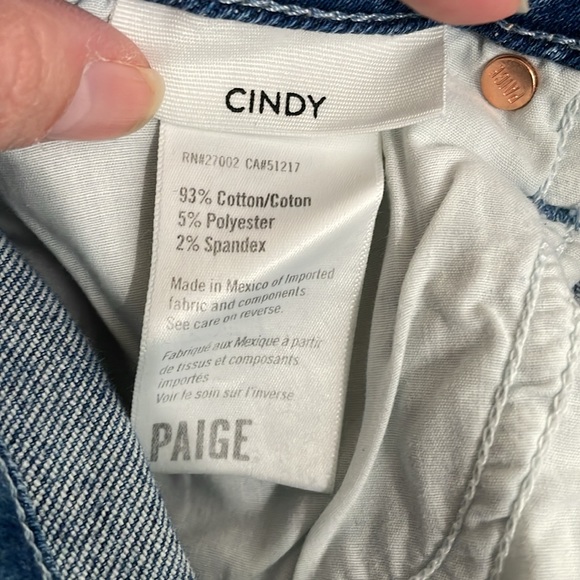 CINDY
PAIGE
RN#27002 CA#51217
93% Cotton/Coton
5% Polyester
2% Spandex
Made in Mexico of Imported
fabric and components
See care on reverse.
Fabriqué aux Mexique à partir
de tissus et composants
importés
Voir le soin sur l'inverse
PAIGE